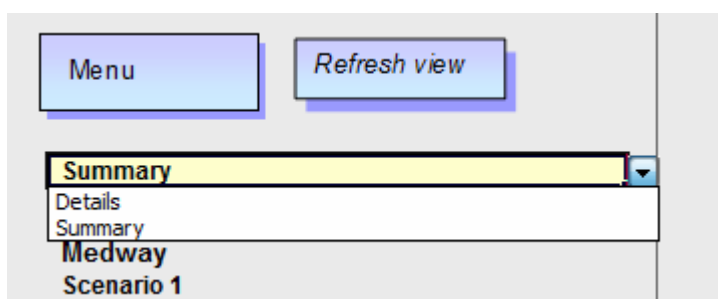 Menu
Refresh view
Summary
Details
Summary
Medway
Scenario 1